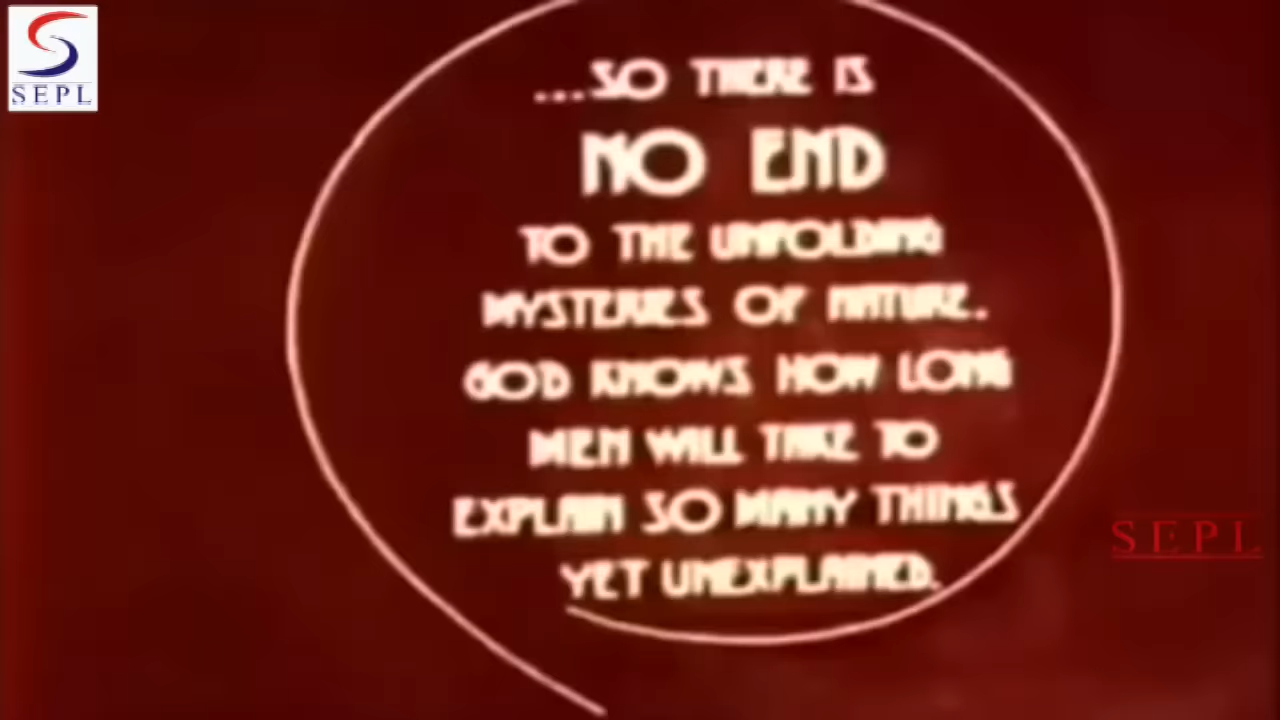 SEPL
...SO THERE IS
NO END
TO THE UNFOLDING
MYSTERIES OF NATURE.
GOD KNOWS HOW LONG
MEN WILL TAKE TO
EXPLAIN SO MANY THINGS
YET UNEXPLAINED.
SEPL